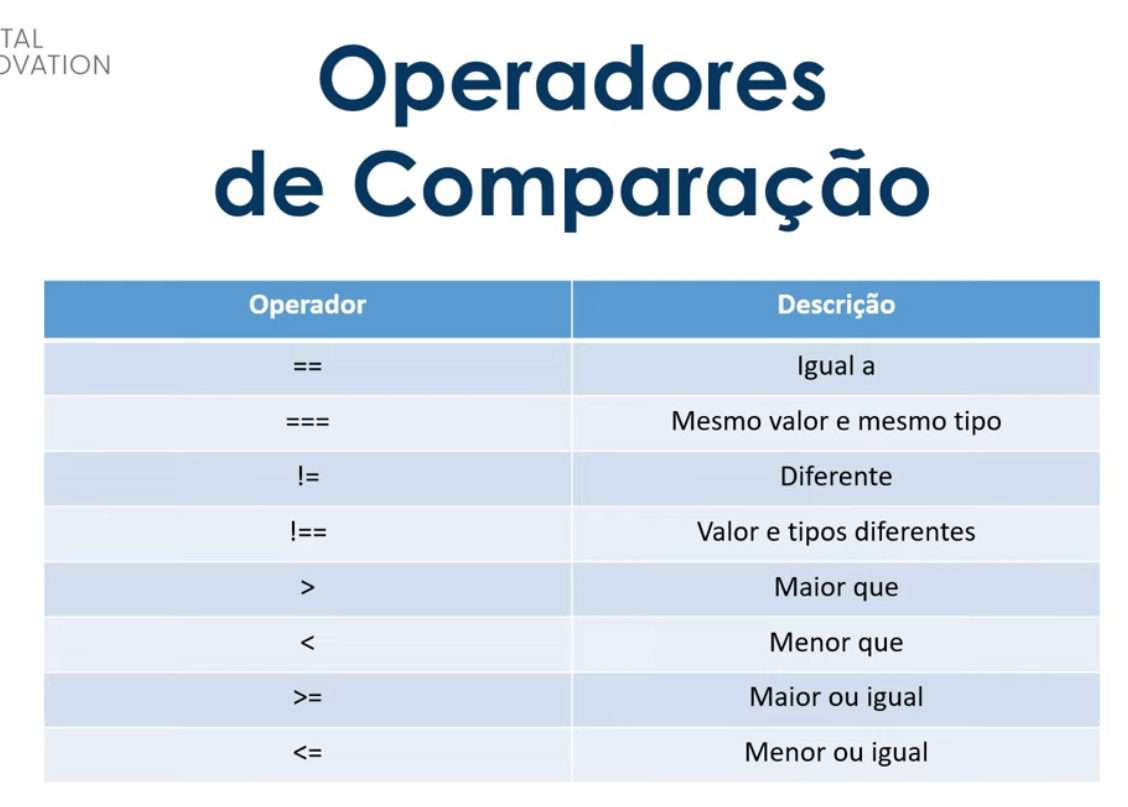 TAL
OVATION
Operadores
de Comparação
Operador Descrição
== Igual a
=== Mesmo valor e mesmo tipo
!= Diferente
!== Valor e tipos diferentes
> Maior que
< Menor que
>= Maior ou igual
<= Menor ou igual